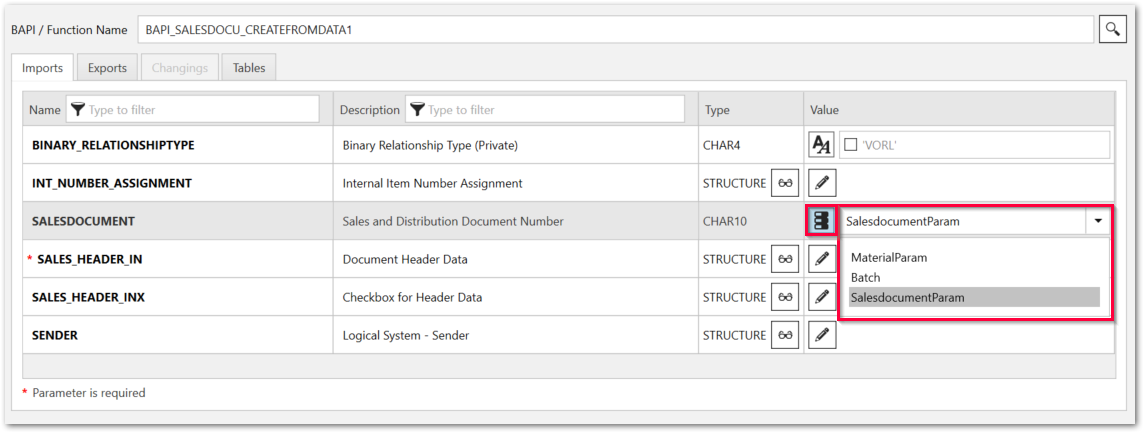 BAPI / Function Name BAPI_SALESDOCU_CREATEFROMDATA1
Imports Exports Changings Tables
Name Type to filter Description Type to filter Type Value
BINARY_RELATIONSHIPTYPE Binary Relationship Type (Private) CHAR4 AA 'VORL'
INT_NUMBER_ASSIGNMENT Internal Item Number Assignment STRUCTURE
SALESDOCUMENT Sales and Distribution Document Number CHAR10 SalesdocumentParam
* SALES_HEADER_IN Document Header Data STRUCTURE MaterialParam
Batch
SALES_HEADER_INX Checkbox for Header Data STRUCTURE SalesdocumentParam
SENDER Logical System - Sender STRUCTURE
* Parameter is required